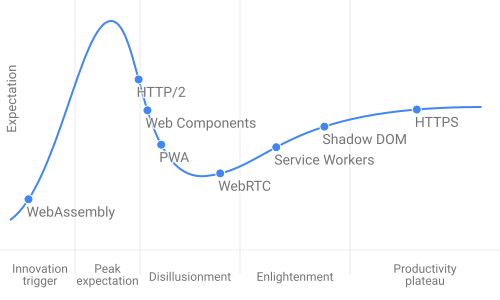 Expectation
HTTP/2
Web Components
PWA
WebRTC
WebAssembly
Service Workers
Shadow DOM
HTTPS
Innovation
trigger
Peak
expectation
Disillusionment
Enlightenment
Productivity
plateau